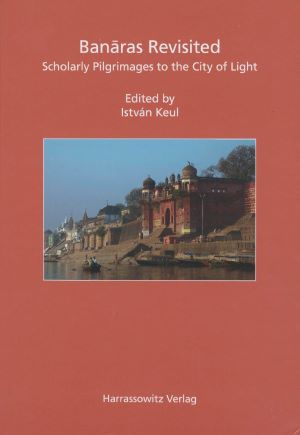 Banāras Revisited
Scholarly Pilgrimages to the City of Light
Edited by
István Keul
Harrassowitz Verlag